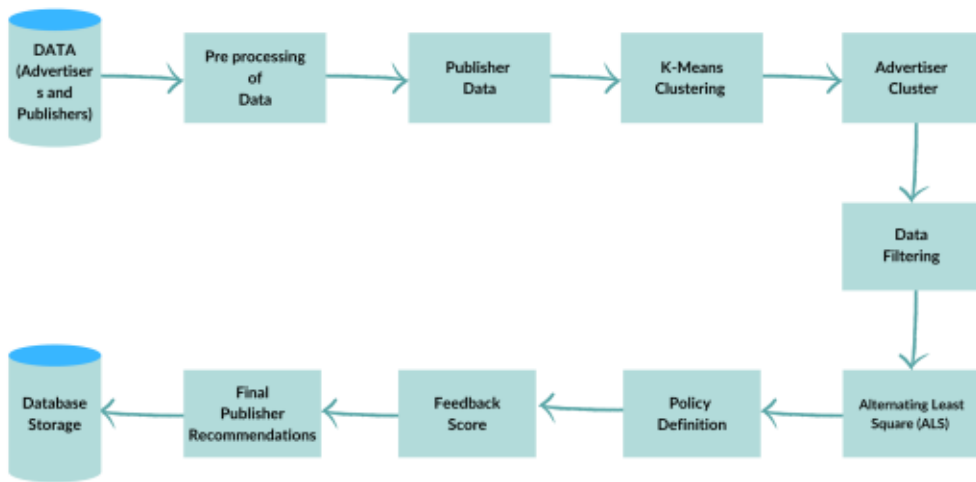 DATA
(Advertiser
s and
Publishers)
Pre processing
of
Data
Publisher
Data
K-Means
Clustering
Advertiser
Cluster
Data
Filtering
Alternating Least
Square (ALS)
Policy
Definition
Feedback
Score
Final
Publisher
Recommendations
Database
Storage